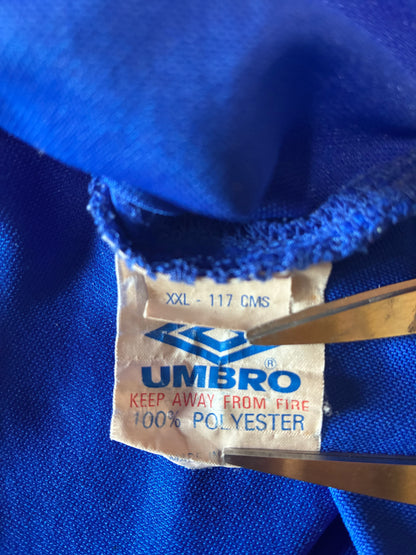 XXL - 117 CMS
UMBRO®
KEEP AWAY FROM FIRE
100% POLYESTER